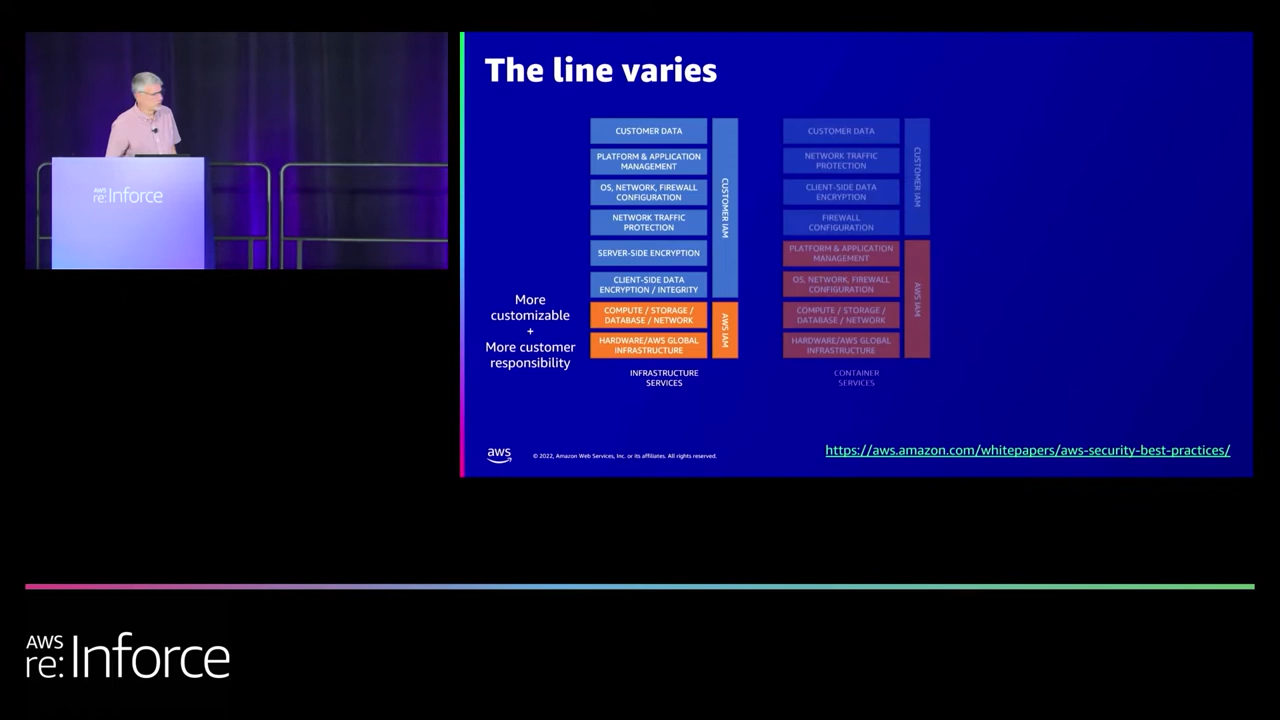 The line varies
CUSTOMER DATA
PLATFORM & APPLICATION
MANAGEMENT
OS, NETWORK, FIREWALL
CONFIGURATION
NETWORK TRAFFIC
PROTECTION
SERVER-SIDE ENCRYPTION
CLIENT-SIDE DATA
ENCRYPTION / INTEGRITY
COMPUTE / STORAGE /
DATABASE / NETWORK
HARDWARE/AWS GLOBAL
INFRASTRUCTURE
CUSTOMER IAM
AWS IAM
INFRASTRUCTURE
SERVICES
More
customizable
+
More customer
responsibility
CUSTOMER DATA
NETWORK TRAFFIC
PROTECTION
CLIENT-SIDE DATA
ENCRYPTION
FIREWALL
CONFIGURATION
PLATFORM & APPLICATION
MANAGEMENT
OS, NETWORK, FIREWALL
CONFIGURATION
COMPUTE / STORAGE /
DATABASE / NETWORK
HARDWARE/AWS GLOBAL
INFRASTRUCTURE
CUSTOMER IAM
AWS IAM
CONTAINER
SERVICES
https://aws.amazon.com/whitepapers/aws-security-best-practices/
aws
© 2022, Amazon Web Services, Inc. or its affiliates. All rights reserved.
AWS
re:Inforce
AWS
re:Inforce